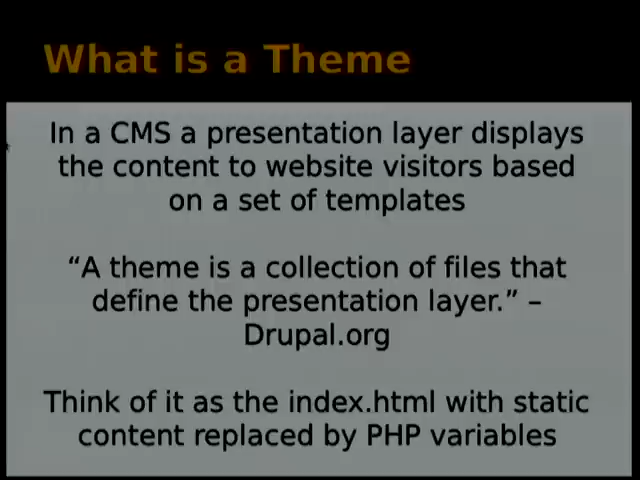 What is a Theme
In a CMS a presentation layer displays
the content to website visitors based
on a set of templates
“A theme is a collection of files that
define the presentation layer.” –
Drupal.org
Think of it as the index.html with static
content replaced by PHP variables